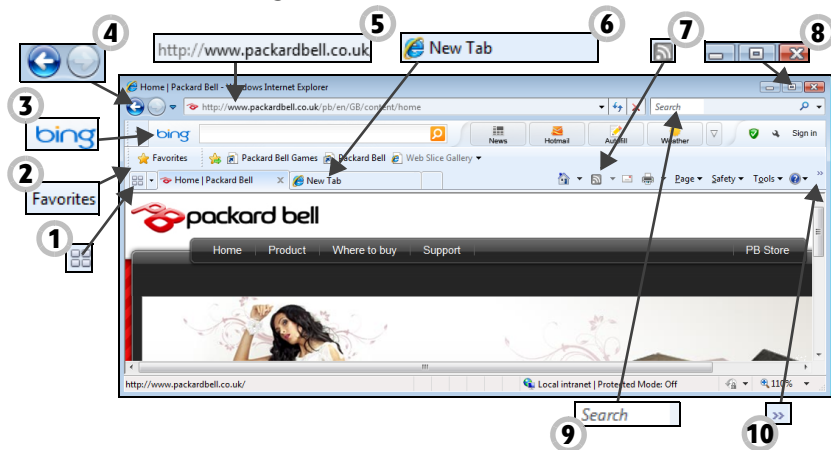 4
5
6
7
8
http://www.packardbell.co.uk
New Tab
Home | Packard Bell - Windows Internet Explorer
http://www.packardbell.co.uk/pb/en/GB/content/home
Search
3
bing
bing
News
Hotmail
Autofill
Weather
Sign in
Favorites
Packard Bell Games
Packard Bell
Web Slice Gallery
2
Favorites
Home | Packard Bell
x
New Tab
Page
Safety
Tools
»
1
packard bell
Home
Product
Where to buy
Support
PB Store
http://www.packardbell.co.uk/
Local intranet | Protected Mode: Off
110%
9
Search
10
»